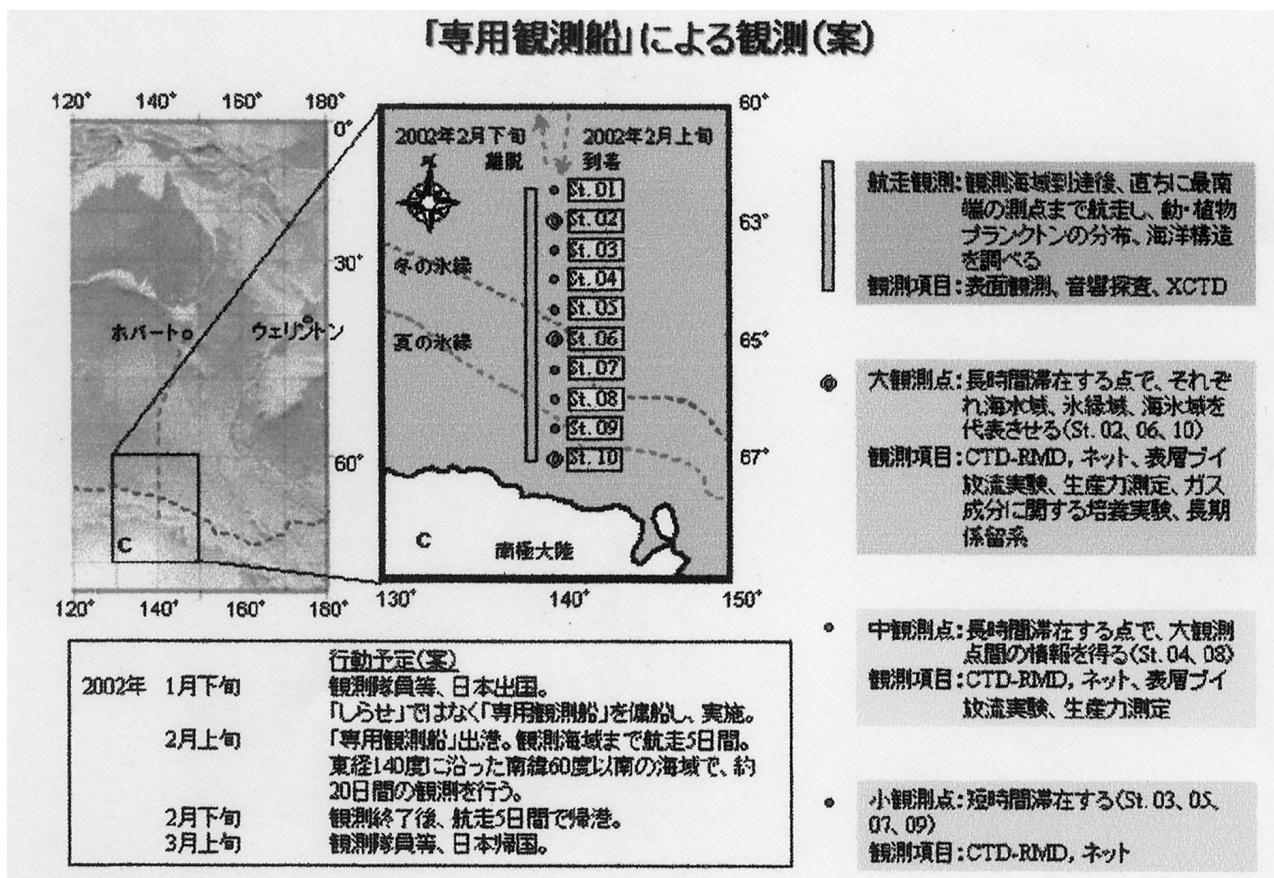 「専用観測船」による観測(案)
120° 140° 160° 180°
0°
30°
60°
ホバート
ウェリントン
C
120° 140° 160° 180°
60°
2002年2月下旬 2002年2月上旬
離脱 到着
N
St. 01
St. 02
63°
St. 03
冬の氷縁
St. 04
St. 05
夏の氷縁
St. 06
65°
St. 07
St. 08
St. 09
St. 10
67°
C
南極大陸
130° 140° 150°
航走観測:観測海域到達後、直ちに最南
端の測点まで航走し、動・植物
プランクトンの分布、海洋構造
を調べる
観測項目:表面観測、音響探査、XCTD
大観測点:長時間滞在する点で、それぞ
れ海水域、氷縁域、海氷域を
代表させる(St. 02、06、10)
観測項目:CTD-RMD, ネット、表層ブイ
放流実験、生産力測定、ガス
成分に関する培養実験、長期
係留系
中観測点:長時間滞在する点で、大観測
点間の情報を得る(St. 04、08)
観測項目:CTD-RMD, ネット、表層ブイ
放流実験、生産力測定
小観測点:短時間滞在する(St. 03、05、
07、09)
観測項目:CTD-RMD, ネット
行動予定(案)
2002年 1月下旬 観測隊員等、日本出国。
「しらせ」ではなく「専用観測船」を傭船し、実施。
2月上旬 「専用観測船」出港。観測海域まで航走5日間。
東経140度に沿った南緯60度以南の海域で、約
20日間の観測を行う。
2月下旬 観測終了後、航走5日間で帰港。
3月上旬 観測隊員等、日本帰国。